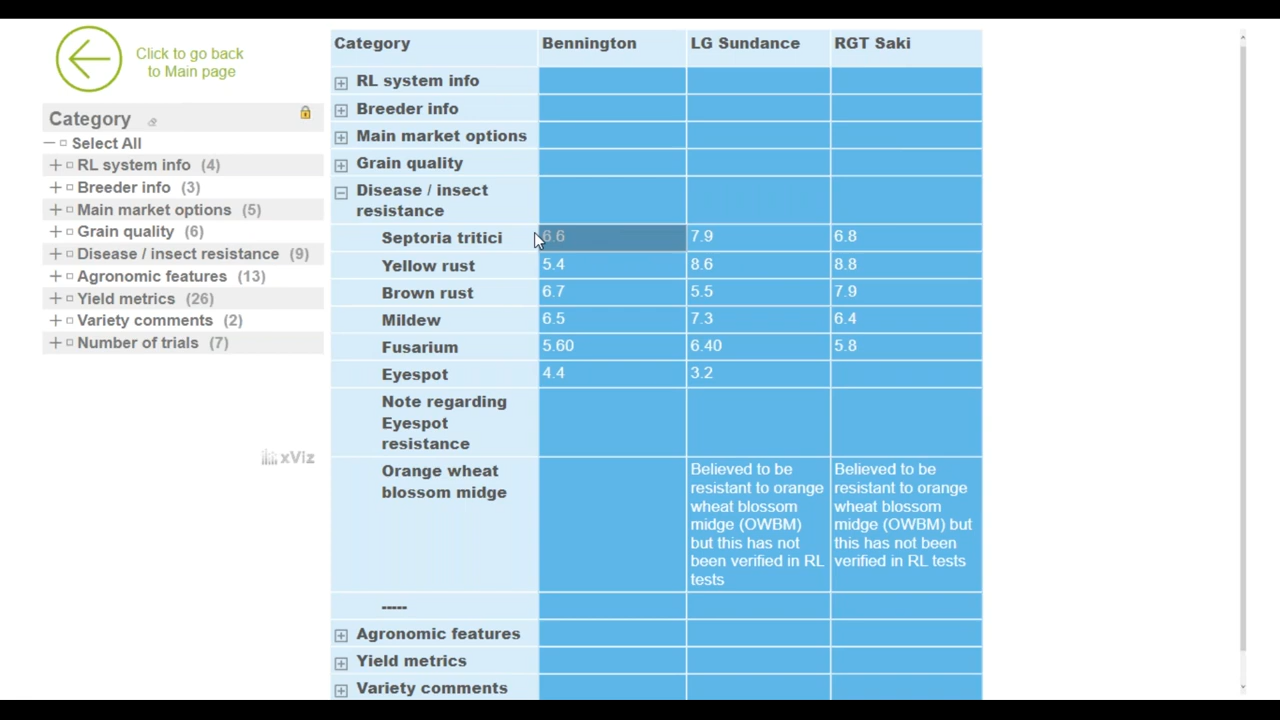 Click to go back
to Main page
Category
Select All
RL system info (4)
Breeder info (3)
Main market options (5)
Grain quality (6)
Disease / insect resistance (9)
Agronomic features (13)
Yield metrics (26)
Variety comments (2)
Number of trials (7)
xViz
Category Bennington LG Sundance RGT Saki
RL system info
Breeder info
Main market options
Grain quality
Disease / insect
resistance
Septoria tritici 6.6 7.9 6.8
Yellow rust 5.4 8.6 8.8
Brown rust 6.7 5.5 7.9
Mildew 6.5 7.3 6.4
Fusarium 5.60 6.40 5.8
Eyespot 4.4 3.2
Note regarding
Eyespot
resistance
Orange wheat
blossom midge
Believed to be
resistant to orange
wheat blossom
midge (OWBM)
but this has not
been verified in RL
tests
Believed to be
resistant to orange
wheat blossom
midge (OWBM) but
this has not been
verified in RL tests
-----
Agronomic features
Yield metrics
Variety comments